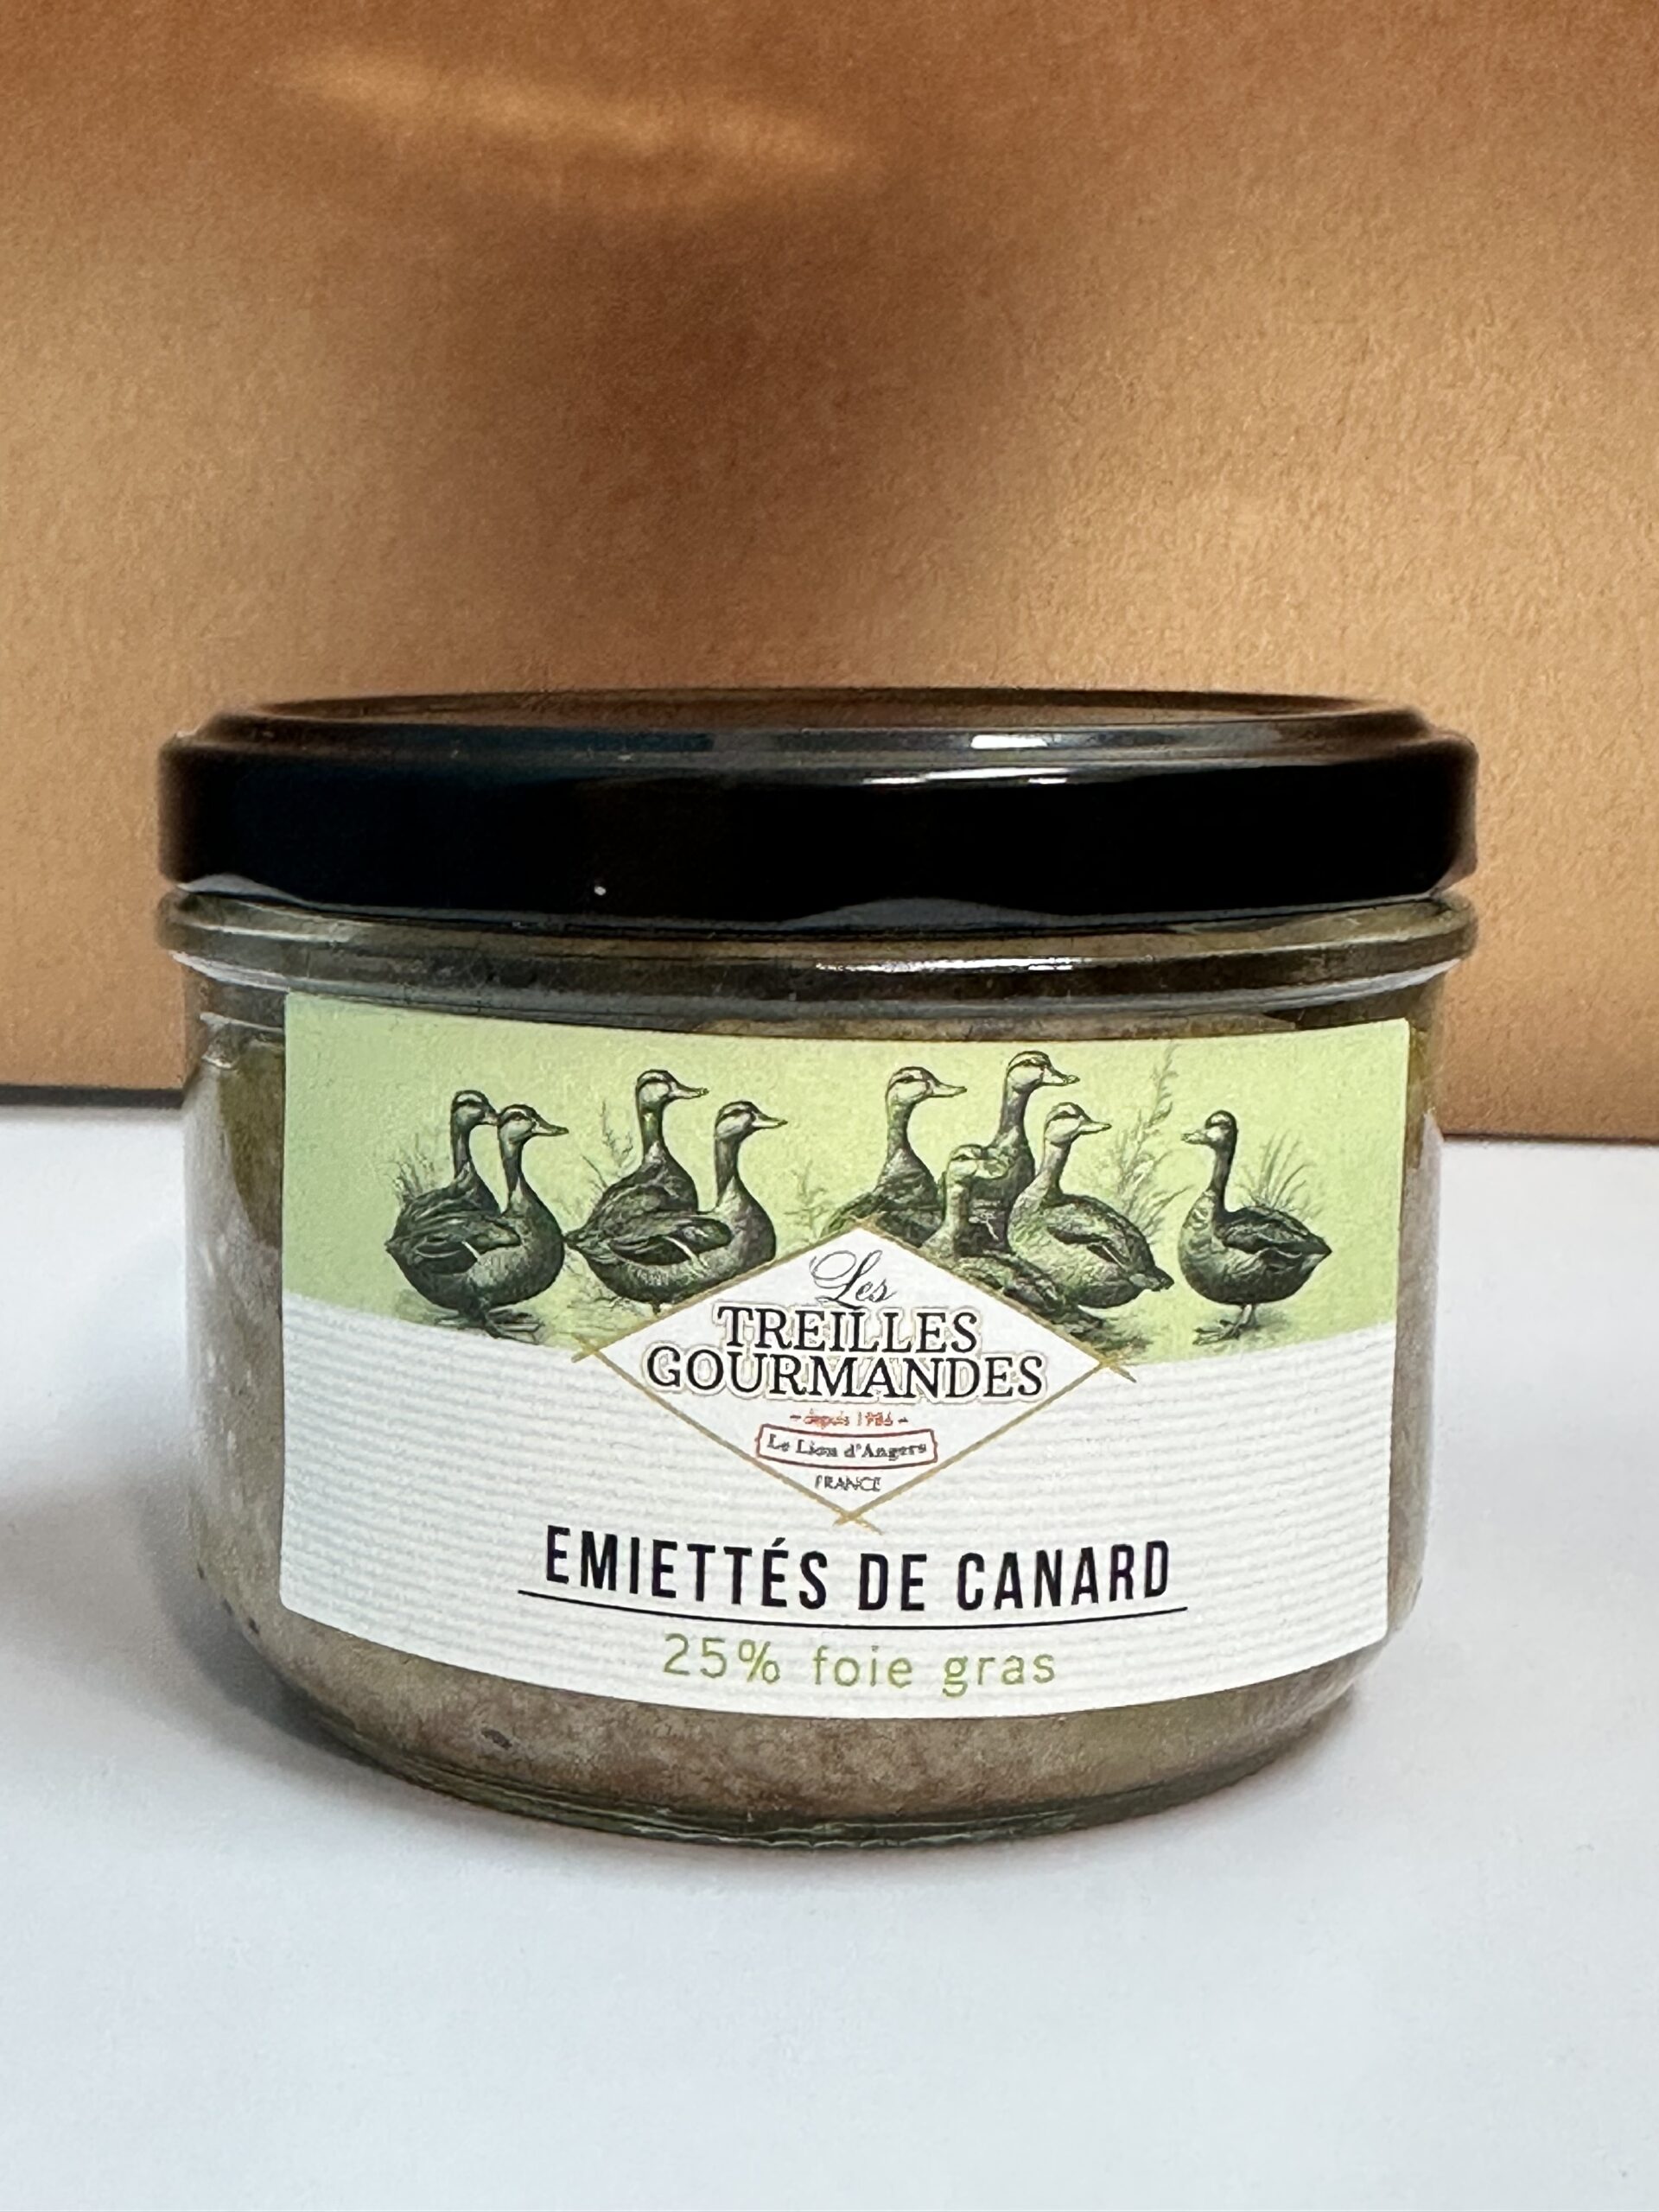 Les
TREILLES
GOURMANDES
- depuis 1986 -
Le Lion d'Angers
FRANCE
EMIETTÉS DE CANARD
25% foie gras